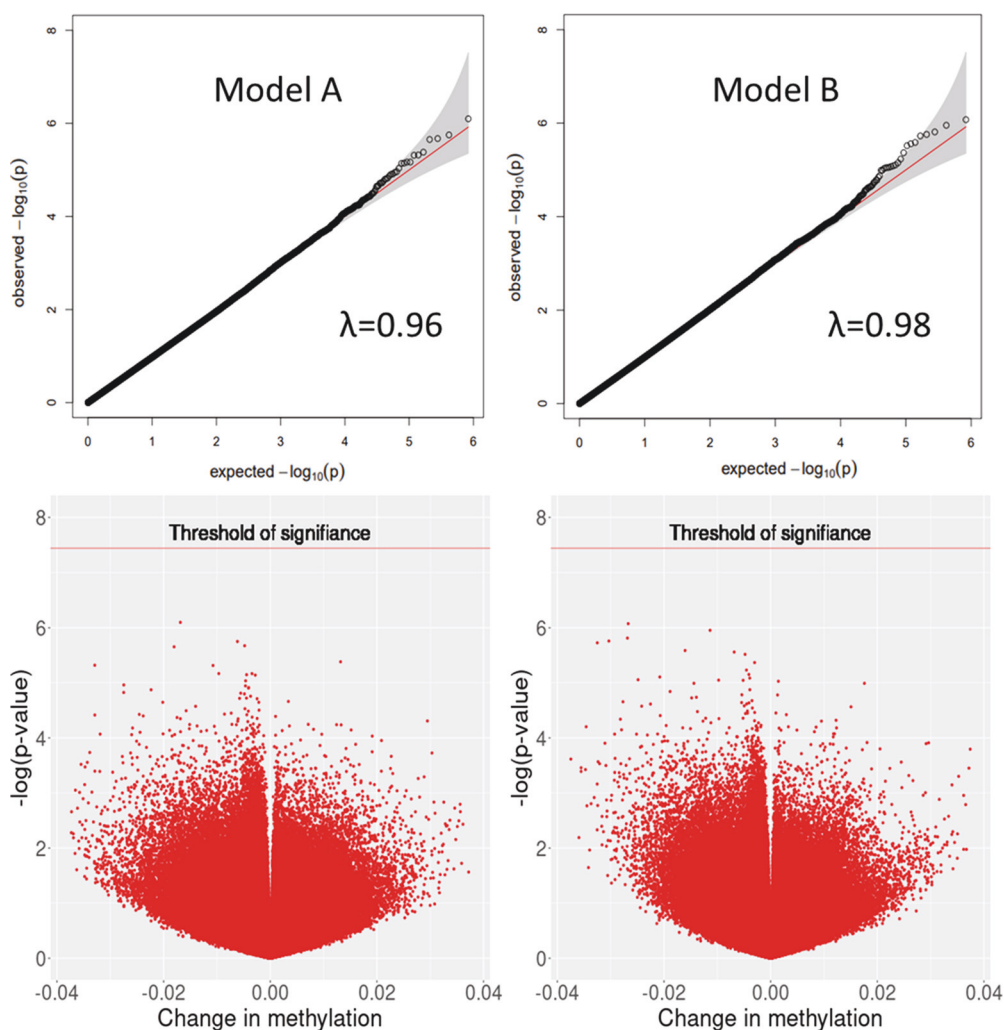 Model A
λ=0.96
observed −log10(p)
8
6
4
2
0
0 1 2 3 4 5 6
expected −log10(p)
Model B
λ=0.98
observed −log10(p)
8
6
4
2
0
0 1 2 3 4 5 6
expected −log10(p)
Threshold of signifiance
-log(p-value)
8
6
4
2
0
-0.04 -0.02 0.00 0.02 0.04
Change in methylation
Threshold of signifiance
-log(p-value)
8
6
4
2
0
-0.04 -0.02 0.00 0.02 0.04
Change in methylation